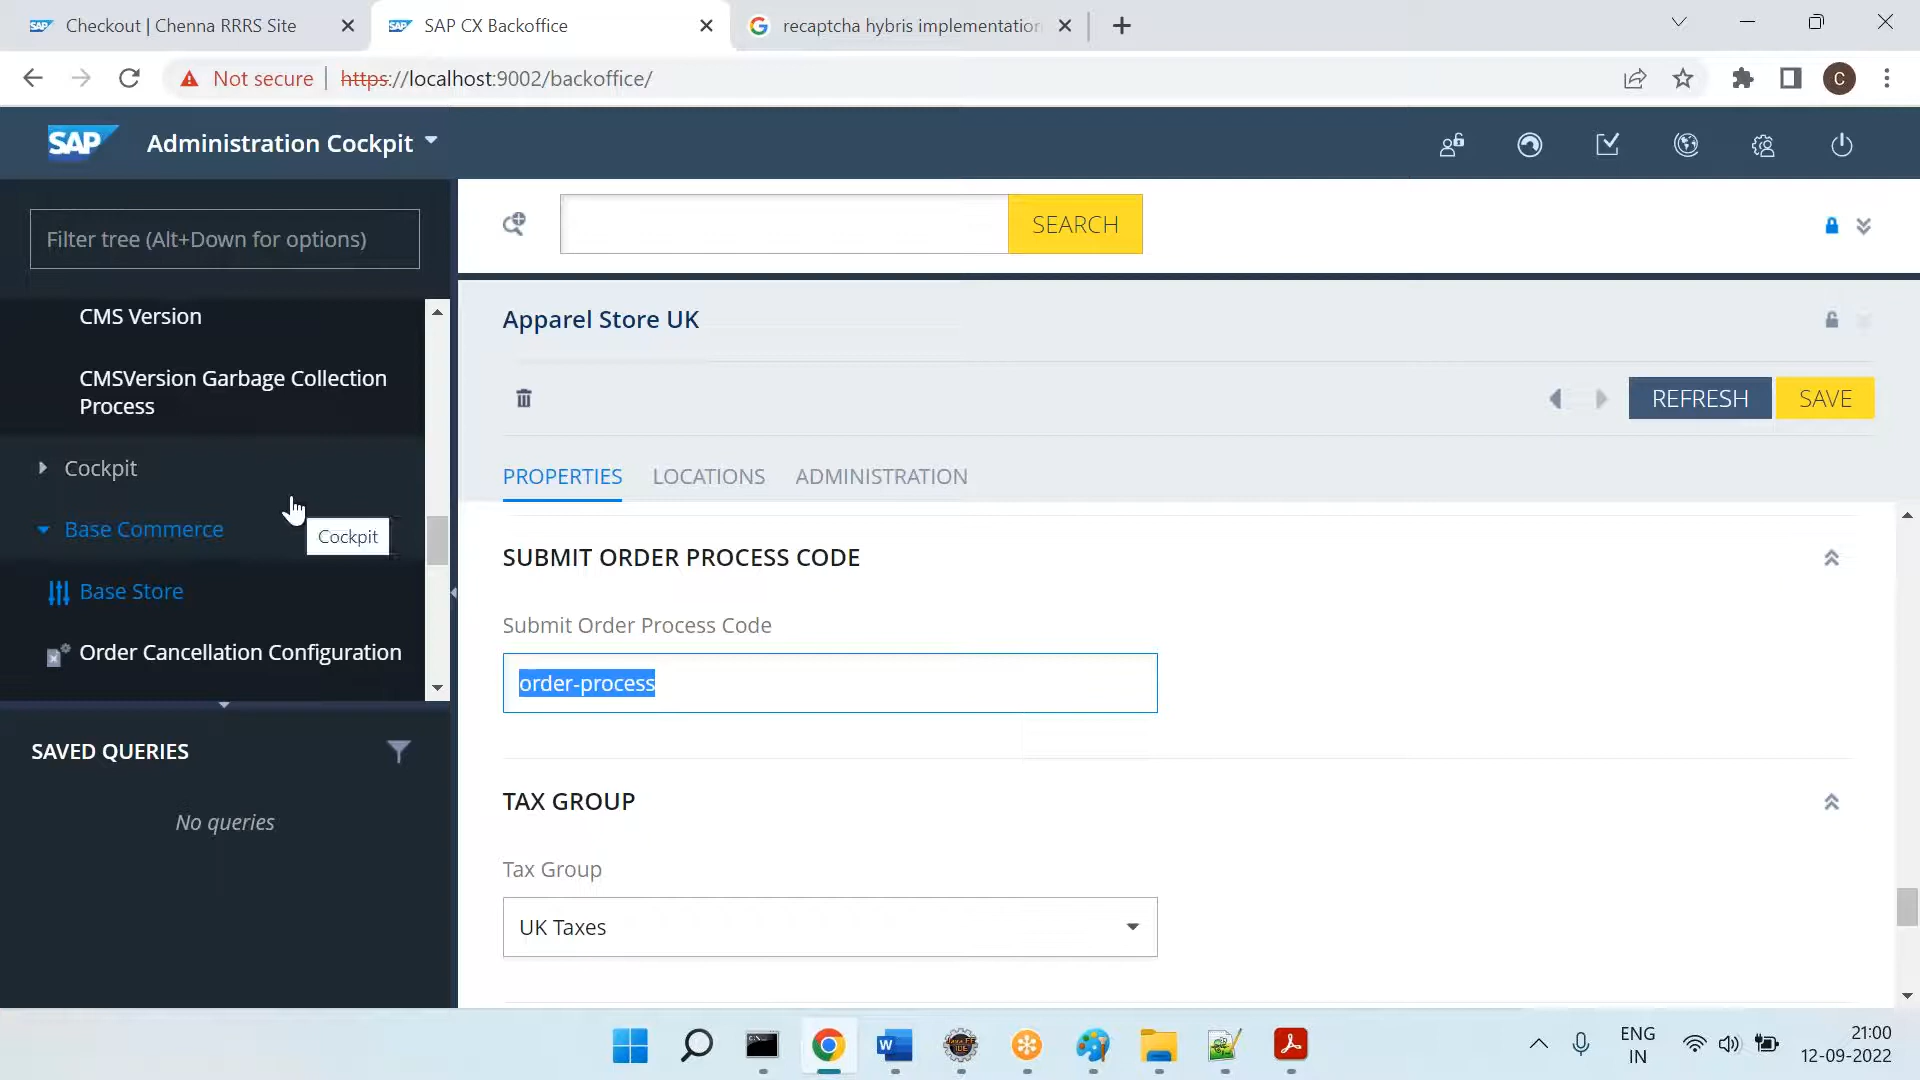 Checkout | Chenna RRRS Site
SAP CX Backoffice
recaptcha hybris implementation
Not secure
https://localhost:9002/backoffice/
C
SAP
Administration Cockpit
Filter tree (Alt+Down for options)
SEARCH
CMS Version
CMSVersion Garbage Collection
Process
Cockpit
Base Commerce
Cockpit
Base Store
Order Cancellation Configuration
SAVED QUERIES
No queries
Apparel Store UK
REFRESH
SAVE
PROPERTIES
LOCATIONS
ADMINISTRATION
SUBMIT ORDER PROCESS CODE
Submit Order Process Code
order-process
TAX GROUP
Tax Group
UK Taxes
ENG
IN
21:00
12-09-2022